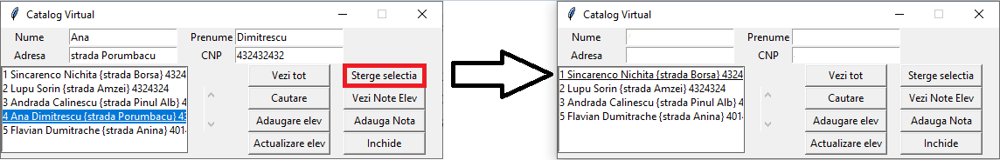 Catalog Virtual
Nume Ana Prenume Dimitrescu
Adresa strada Porumbacu CNP 432432432
1 Sincarenco Nichita {strada Borsa} 4324
2 Lupu Sorin {strada Amzei} 4324324
3 Andrada Calinescu {strada Pinul Alb} 4
4 Ana Dimitrescu {strada Porumbacu} 43
5 Flavian Dumitrache {strada Anina} 401
Vezi tot Sterge selectia
Cautare Vezi Note Elev
Adaugare elev Adauga Nota
Actualizare elev Inchide
Catalog Virtual
Nume Prenume
Adresa CNP
1 Sincarenco Nichita {strada Borsa} 4324
2 Lupu Sorin {strada Amzei} 4324324
3 Andrada Calinescu {strada Pinul Alb} 4
5 Flavian Dumitrache {strada Anina} 401
Vezi tot Sterge selectia
Cautare Vezi Note Elev
Adaugare elev Adauga Nota
Actualizare elev Inchide